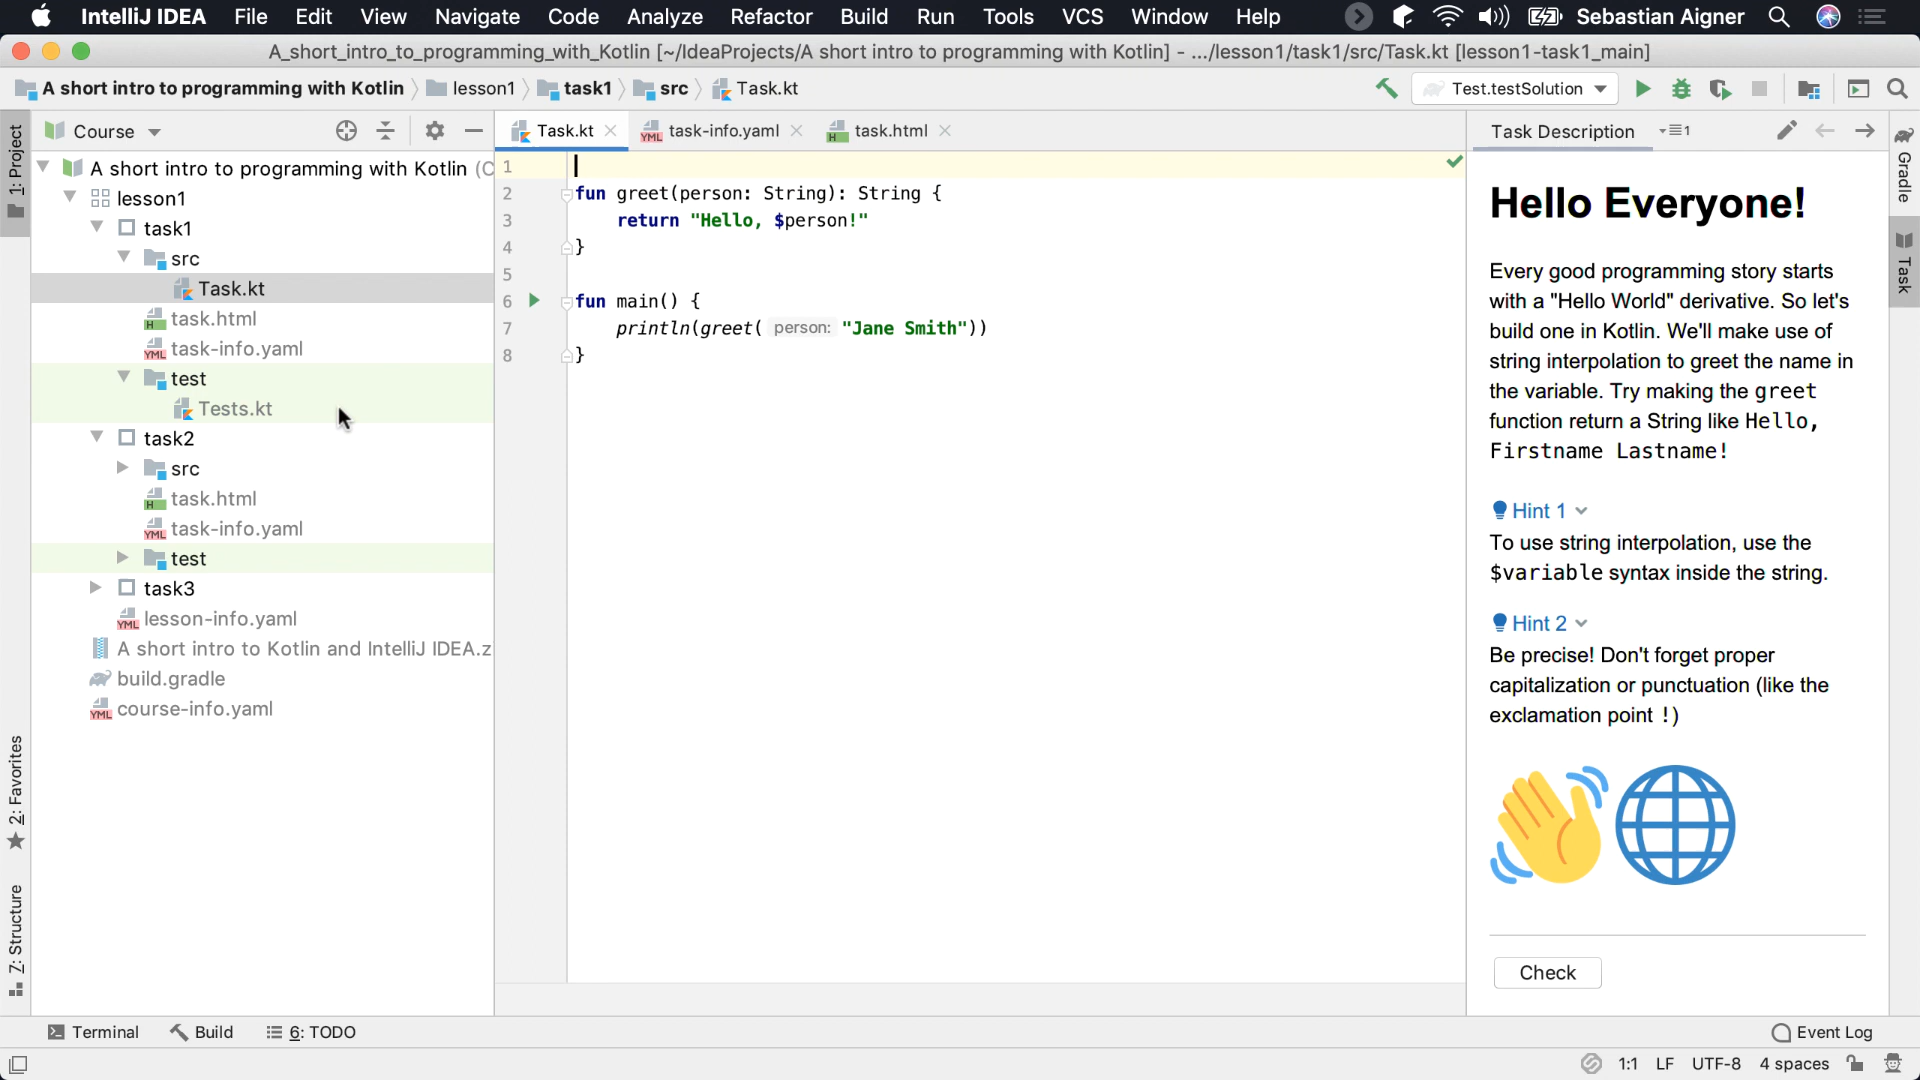 IntelliJ IDEA File Edit View Navigate Code Analyze Refactor Build Run Tools VCS Window Help Sebastian Aigner
A_short_intro_to_programming_with_Kotlin [~/IdeaProjects/A short intro to programming with Kotlin] - .../lesson1/task1/src/Task.kt [lesson1-task1_main]
A short intro to programming with Kotlin lesson1 task1 src Task.kt Test.testSolution
1: Project
Course
A short intro to programming with Kotlin (C
lesson1
task1
src
Task.kt
H task.html
YML task-info.yaml
test
Tests.kt
task2
src
H task.html
YML task-info.yaml
test
task3
YML lesson-info.yaml
A short intro to Kotlin and IntelliJ IDEA.z
build.gradle
YML course-info.yaml
2: Favorites
Z: Structure
Task.kt YML task-info.yaml H task.html
1
2 fun greet(person: String): String {
3 return "Hello, $person!"
4 }
5
6 fun main() {
7 println(greet( person: "Jane Smith"))
8 }
Task Description 1
Hello Everyone!
Every good programming story starts
with a "Hello World" derivative. So let's
build one in Kotlin. We'll make use of
string interpolation to greet the name in
the variable. Try making the greet
function return a String like Hello,
Firstname Lastname!
Hint 1
To use string interpolation, use the
$variable syntax inside the string.
Hint 2
Be precise! Don't forget proper
capitalization or punctuation (like the
exclamation point !)
Check
Gradle
Task
Terminal Build 6: TODO Event Log
1:1 LF UTF-8 4 spaces